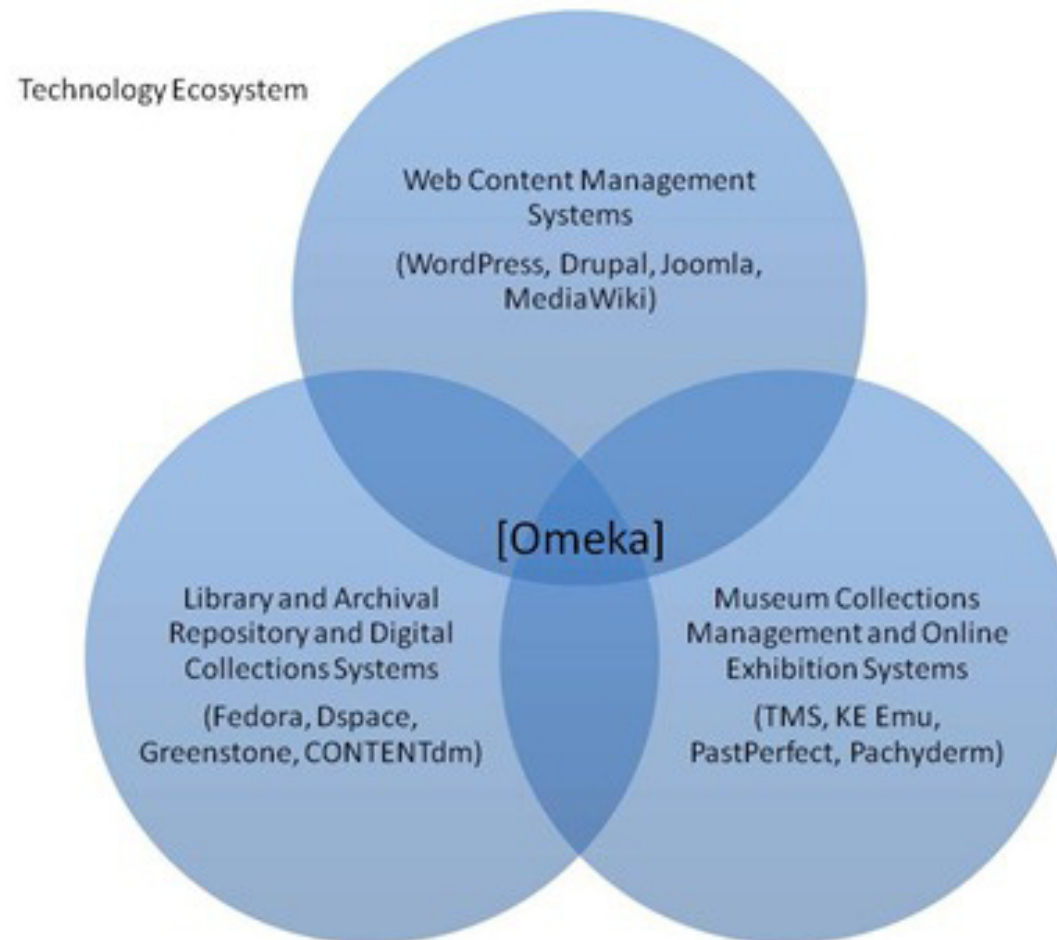 Technology Ecosystem
Web Content Management
Systems
(WordPress, Drupal, Joomla,
MediaWiki)
[Omeka]
Library and Archival
Repository and Digital
Collections Systems
(Fedora, Dspace,
Greenstone, CONTENTdm)
Museum Collections
Management and Online
Exhibition Systems
(TMS, KE Emu,
PastPerfect, Pachyderm)